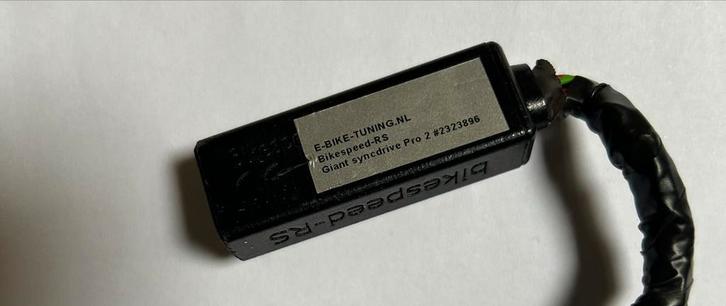 E-BIKE-TUNING.NL
Bikespeed-RS
Giant syncdrive Pro 2 #2323896
bikespeed-RS